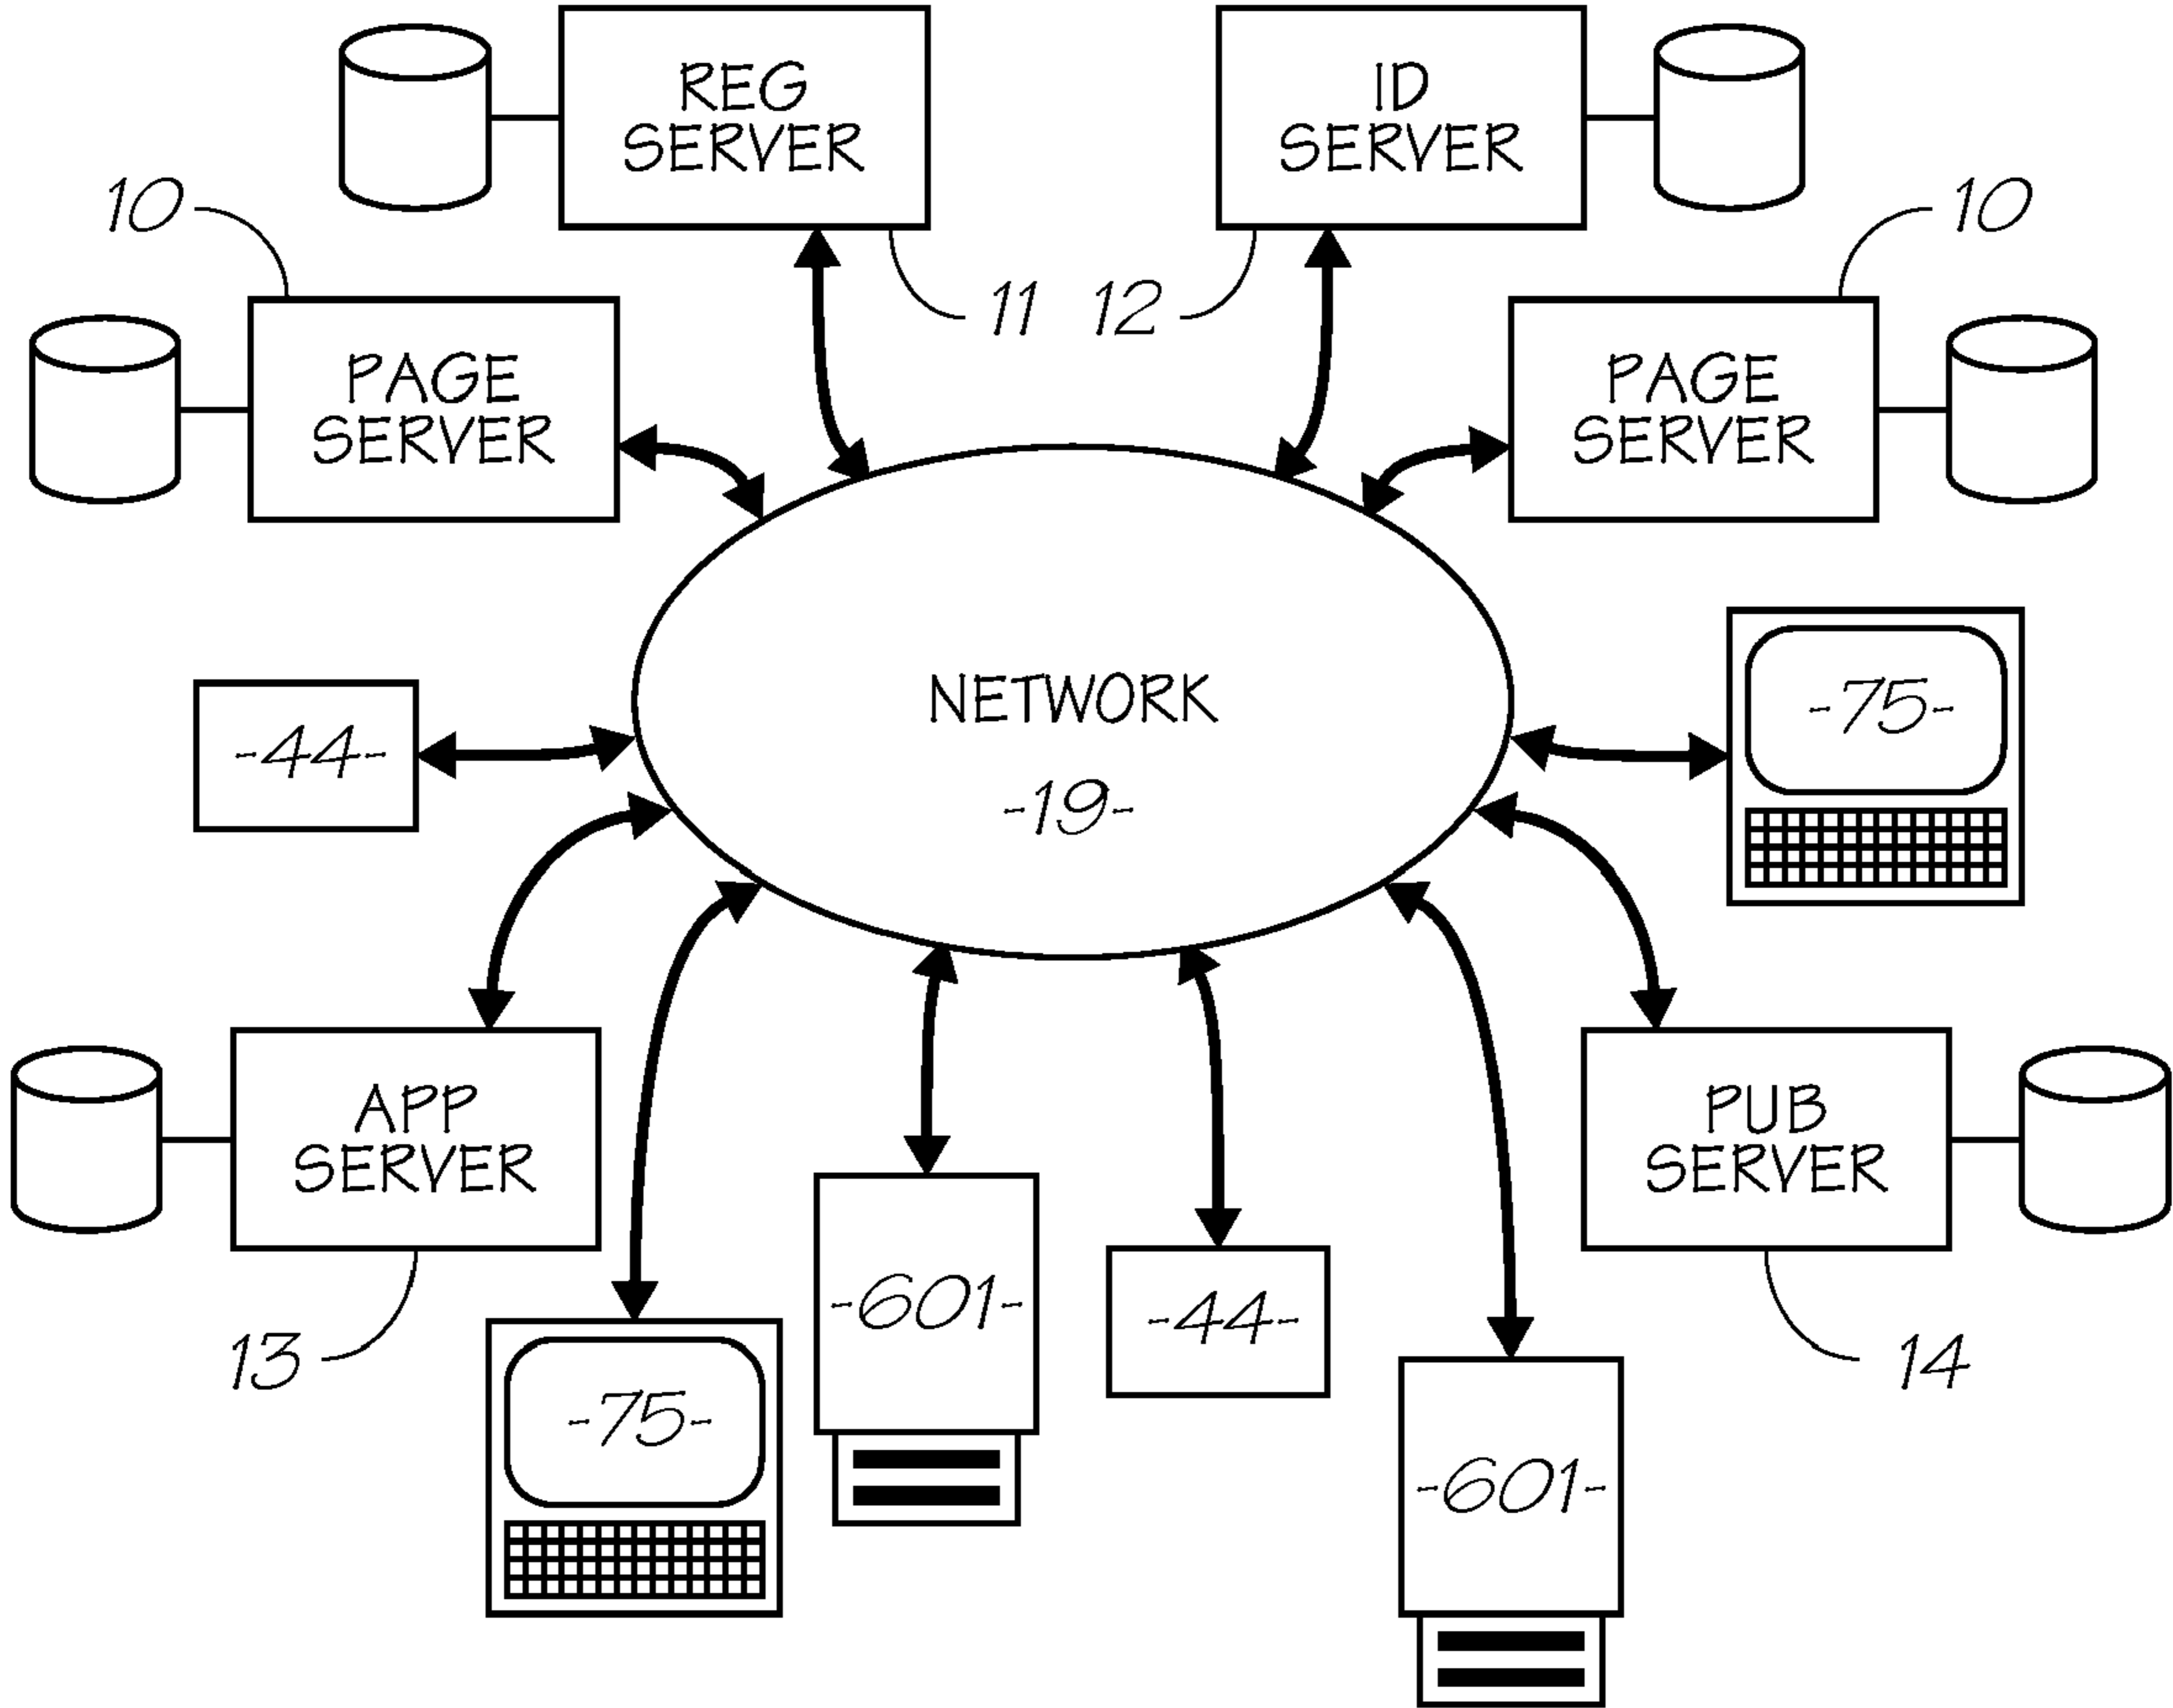 REG
SERVER
ID
SERVER
10
10
11
12
PAGE
SERVER
PAGE
SERVER
NETWORK
-19-
-75-
-44-
APP
SERVER
PUB
SERVER
-601-
-44-
13
14
-75-
-601-